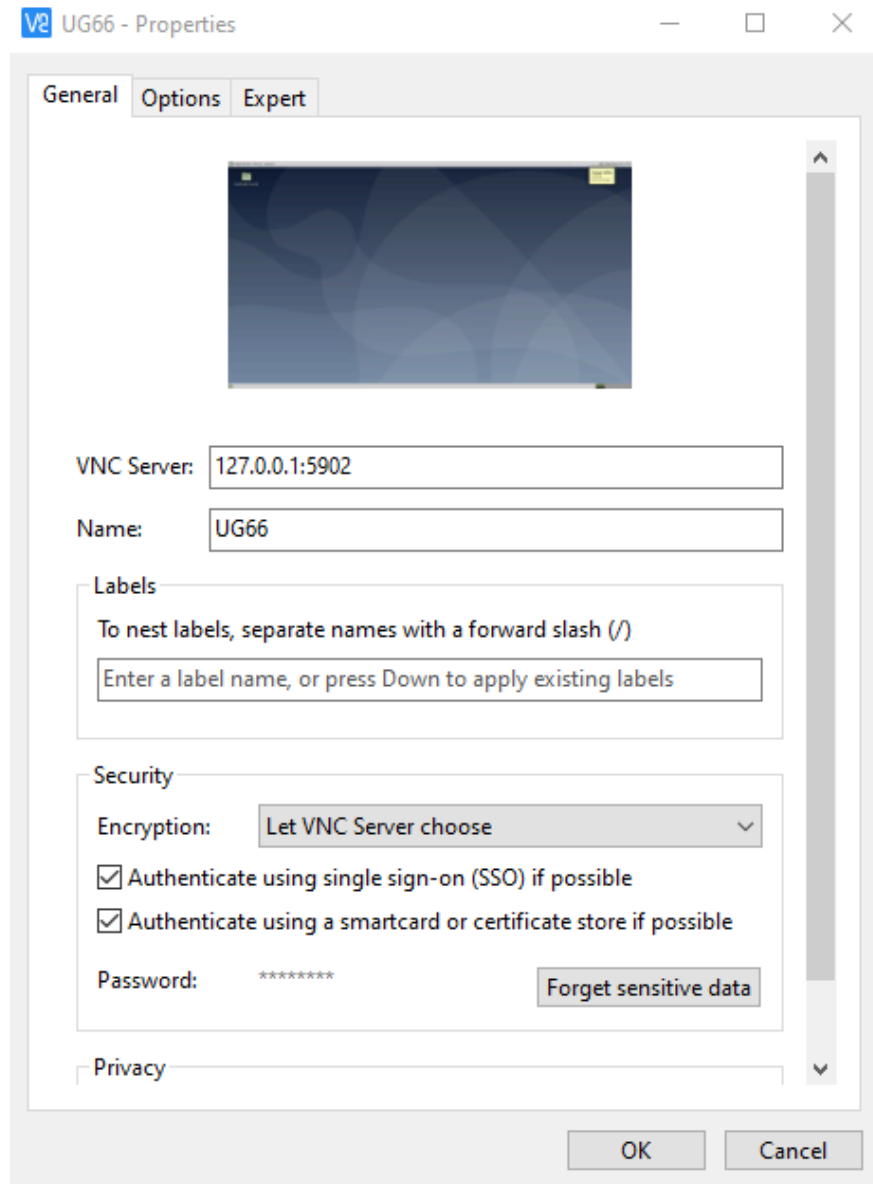 UG66 - Properties
General Options Expert
VNC Server: 127.0.0.1:5902
Name: UG66
Labels
To nest labels, separate names with a forward slash (/)
Enter a label name, or press Down to apply existing labels
Security
Encryption: Let VNC Server choose
Authenticate using single sign-on (SSO) if possible
Authenticate using a smartcard or certificate store if possible
Password: ********
Forget sensitive data
Privacy
OK Cancel